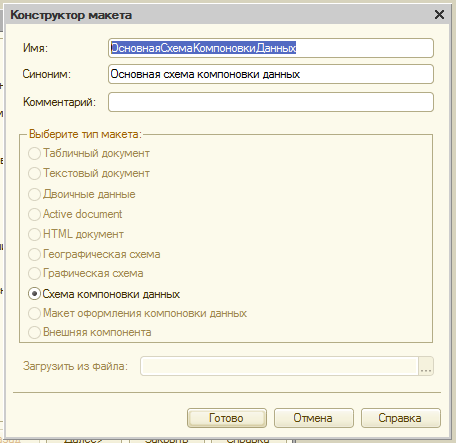 Конструктор макета
Имя: ОсновнаяСхемаКомпоновкиДанных
Синоним: Основная схема компоновки данных
Комментарий:
Выберите тип макета:
Табличный документ
Текстовый документ
Двоичные данные
Active document
HTML документ
Географическая схема
Графическая схема
Схема компоновки данных
Макет оформления компоновки данных
Внешняя компонента
Загрузить из файла: ...
Готово Отмена Справка